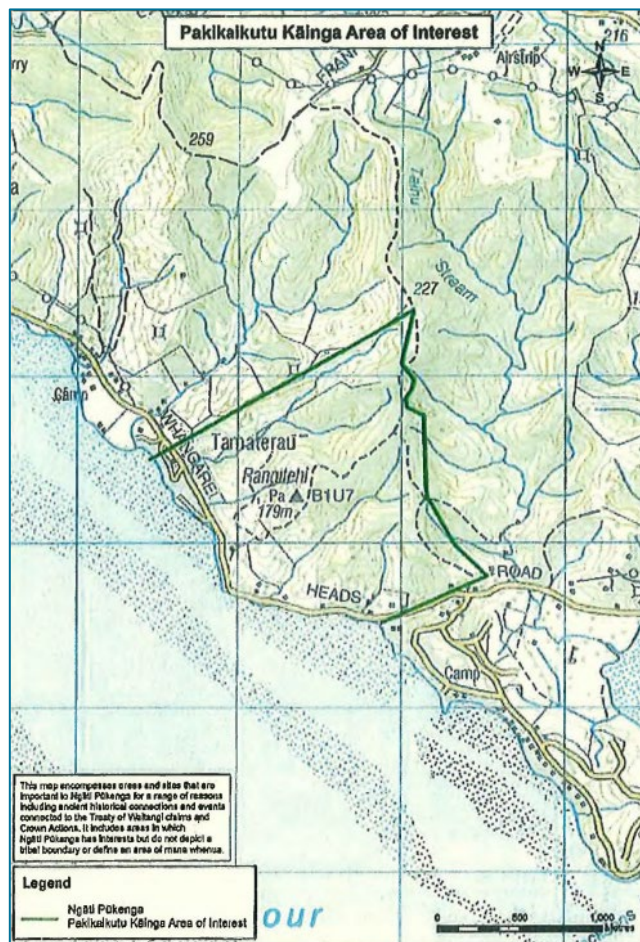 Pakikaikutu Kāinga Area of Interest
216
N
W E
S
Airstrip
FRANI
rry
259
a
Taihu
Stream
227
Camp
WHANGAREI
Tamaterau
Rangitehi
Pa B1U7
179m
HEADS
ROAD
Camp
This map encompasses areas and sites that are
important to Ngāti Pūkenga for a range of reasons
including ancient historical connections and events
connected to the Treaty of Waitangi claims and
Crown Actions. It includes areas in which
Ngāti Pūkenga has interests but do not depict a
tribal boundary or define an area of mana whenua.
Legend
Ngāti Pūkenga
Pakikaikutu Kāinga Area of Interest
our
0 500 1,000
Metres